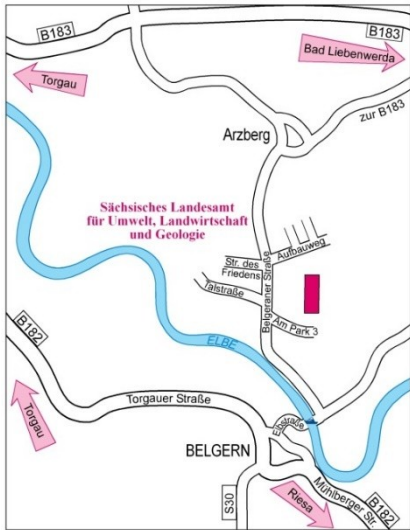 B183
B183
Bad Liebenwerda
Torgau
zur B183
Arzberg
Sächsisches Landesamt
für Umwelt, Landwirtschaft
und Geologie
Aufbauweg
Str. des
Friedens
Belgeraner Straße
Talstraße
Am Park 3
ELBE
B182
Torgau
Torgauer Straße
Elbstraße
BELGERN
S30
Riesa
Mühlberger St.
B182